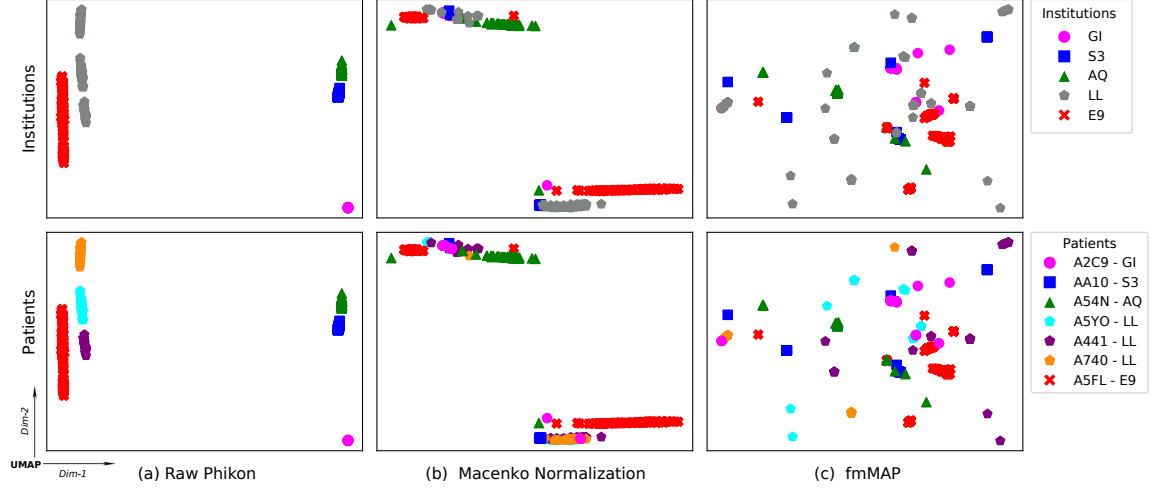 Institutions
Institutions
GI
S3
AQ
LL
E9
Patients
Patients
A2C9 - GI
AA10 - S3
A54N - AQ
A5YO - LL
A441 - LL
A740 - LL
A5FL - E9
Dim-2
UMAP
Dim-1
(a) Raw Phikon
(b) Macenko Normalization
(c) fmMAP